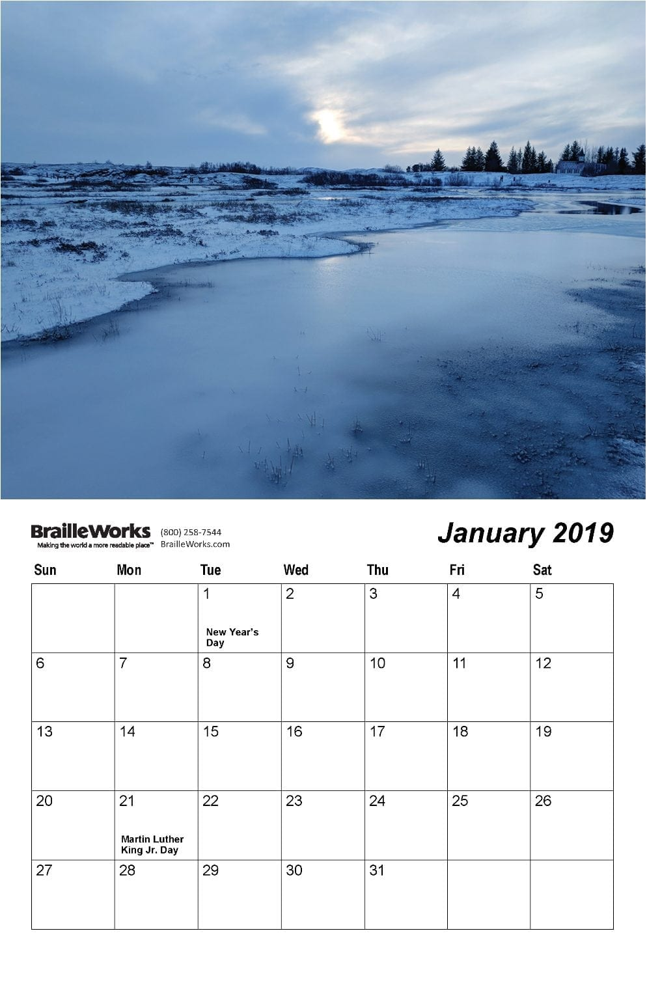 BrailleWorks
Making the world a more readable place™
(800) 258-7544
BrailleWorks.com
January 2019
Sun Mon Tue Wed Thu Fri Sat
1 2 3 4 5
New Year's
Day
6 7 8 9 10 11 12
13 14 15 16 17 18 19
20 21 22 23 24 25 26
Martin Luther
King Jr. Day
27 28 29 30 31